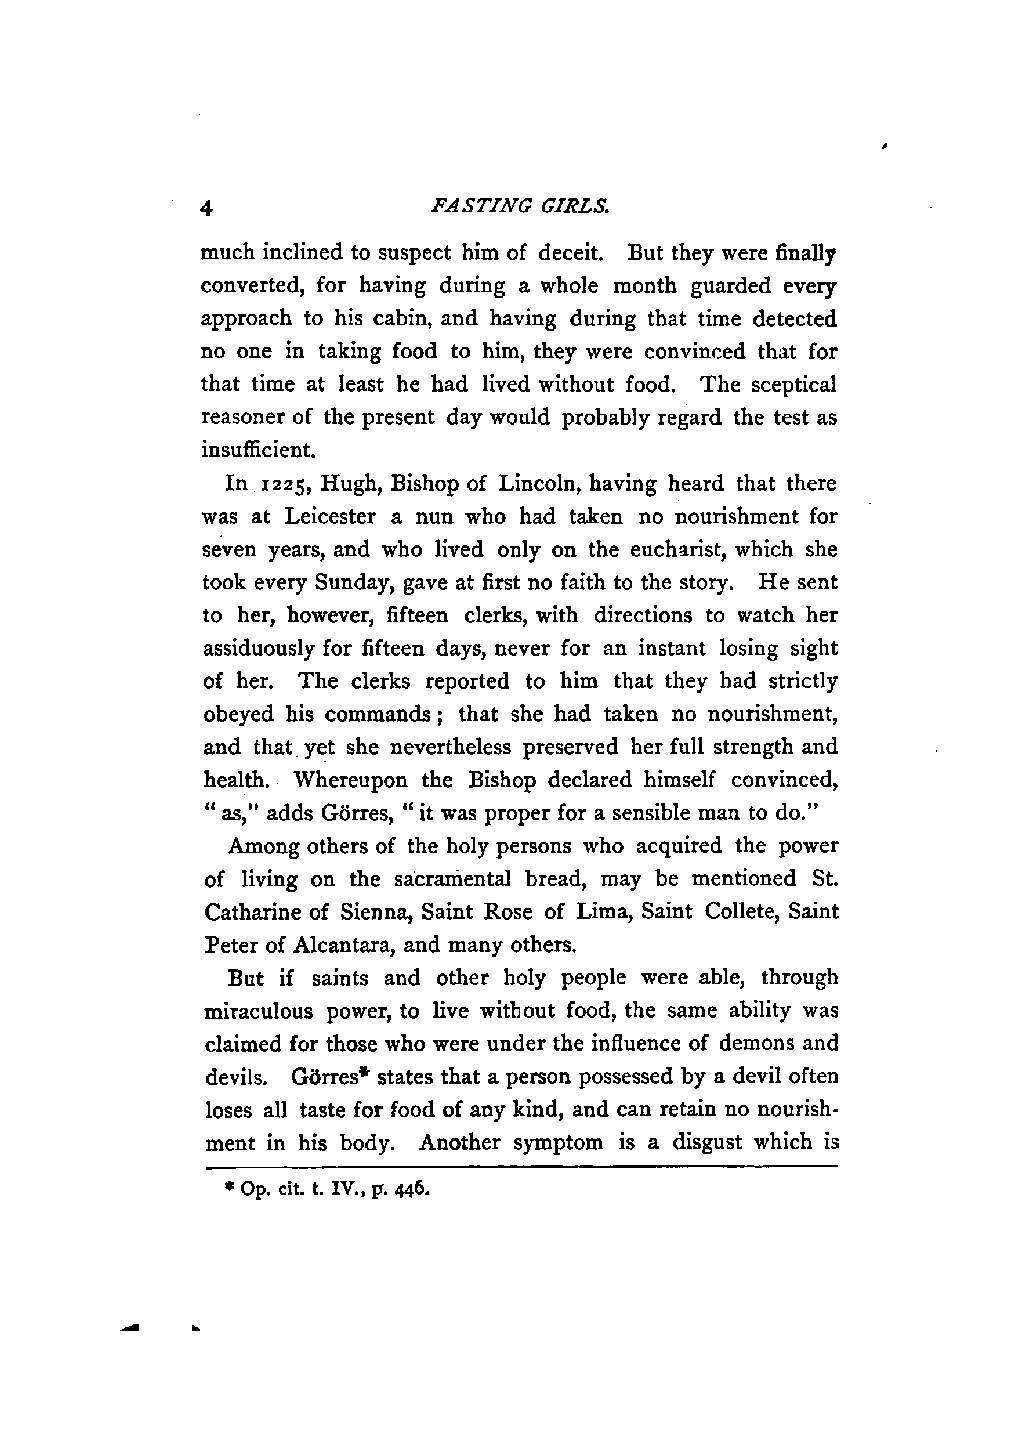 4 FASTING GIRLS.
much inclined to suspect him of deceit. But they were finally
converted, for having during a whole month guarded every
approach to his cabin, and having during that time detected
no one in taking food to him, they were convinced that for
that time at least he had lived without food. The sceptical
reasoner of the present day would probably regard the test as
insufficient.
In 1225, Hugh, Bishop of Lincoln, having heard that there
was at Leicester a nun who had taken no nourishment for
seven years, and who lived only on the eucharist, which she
took every Sunday, gave at first no faith to the story. He sent
to her, however, fifteen clerks, with directions to watch her
assiduously for fifteen days, never for an instant losing sight
of her. The clerks reported to him that they had strictly
obeyed his commands; that she had taken no nourishment,
and that yet she nevertheless preserved her full strength and
health. Whereupon the Bishop declared himself convinced,
“ as,” adds Görres, “ it was proper for a sensible man to do.”
Among others of the holy persons who acquired the power
of living on the sacramental bread, may be mentioned St.
Catharine of Sienna, Saint Rose of Lima, Saint Collete, Saint
Peter of Alcantara, and many others.
But if saints and other holy people were able, through
miraculous power, to live without food, the same ability was
claimed for those who were under the influence of demons and
devils. Görres* states that a person possessed by a devil often
loses all taste for food of any kind, and can retain no nourish-
ment in his body. Another symptom is a disgust which is
* Op. cit. t. IV., p. 446.